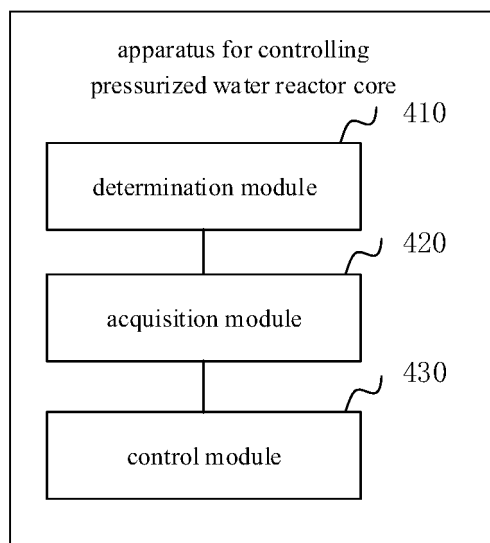 apparatus for controlling
pressurized water reactor core
410
determination module
420
acquisition module
430
control module